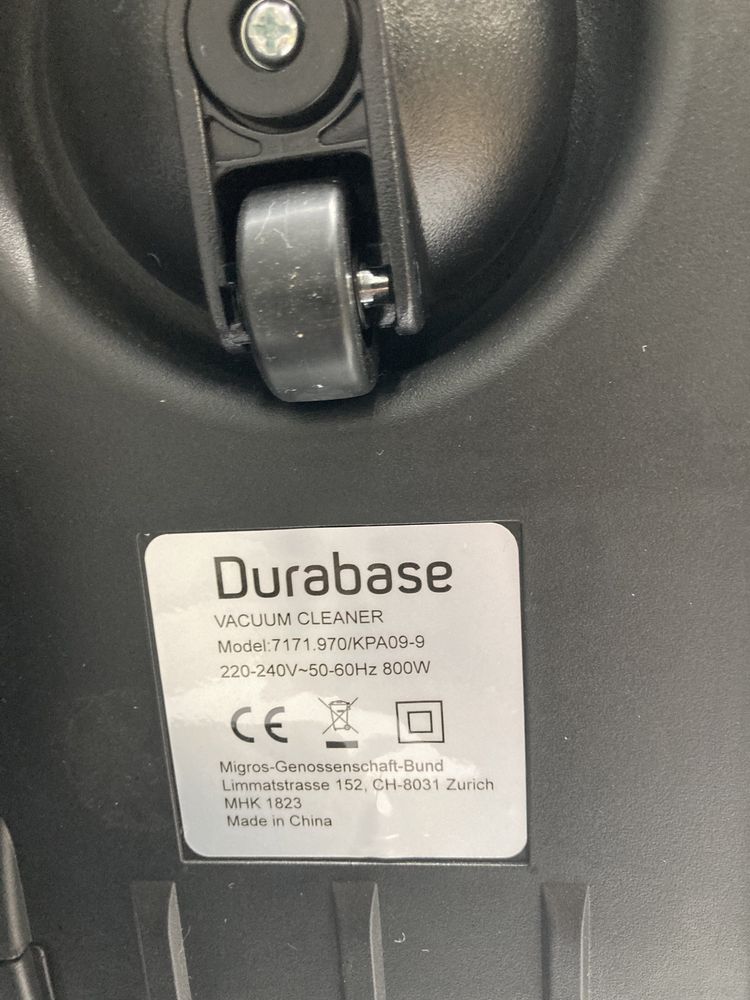 Durabase
VACUUM CLEANER
Model:7171.970/KPA09-9
220-240V~50-60Hz 800W
CE
Migros-Genossenschaft-Bund
Limmatstrasse 152, CH-8031 Zurich
MHK 1823
Made in China